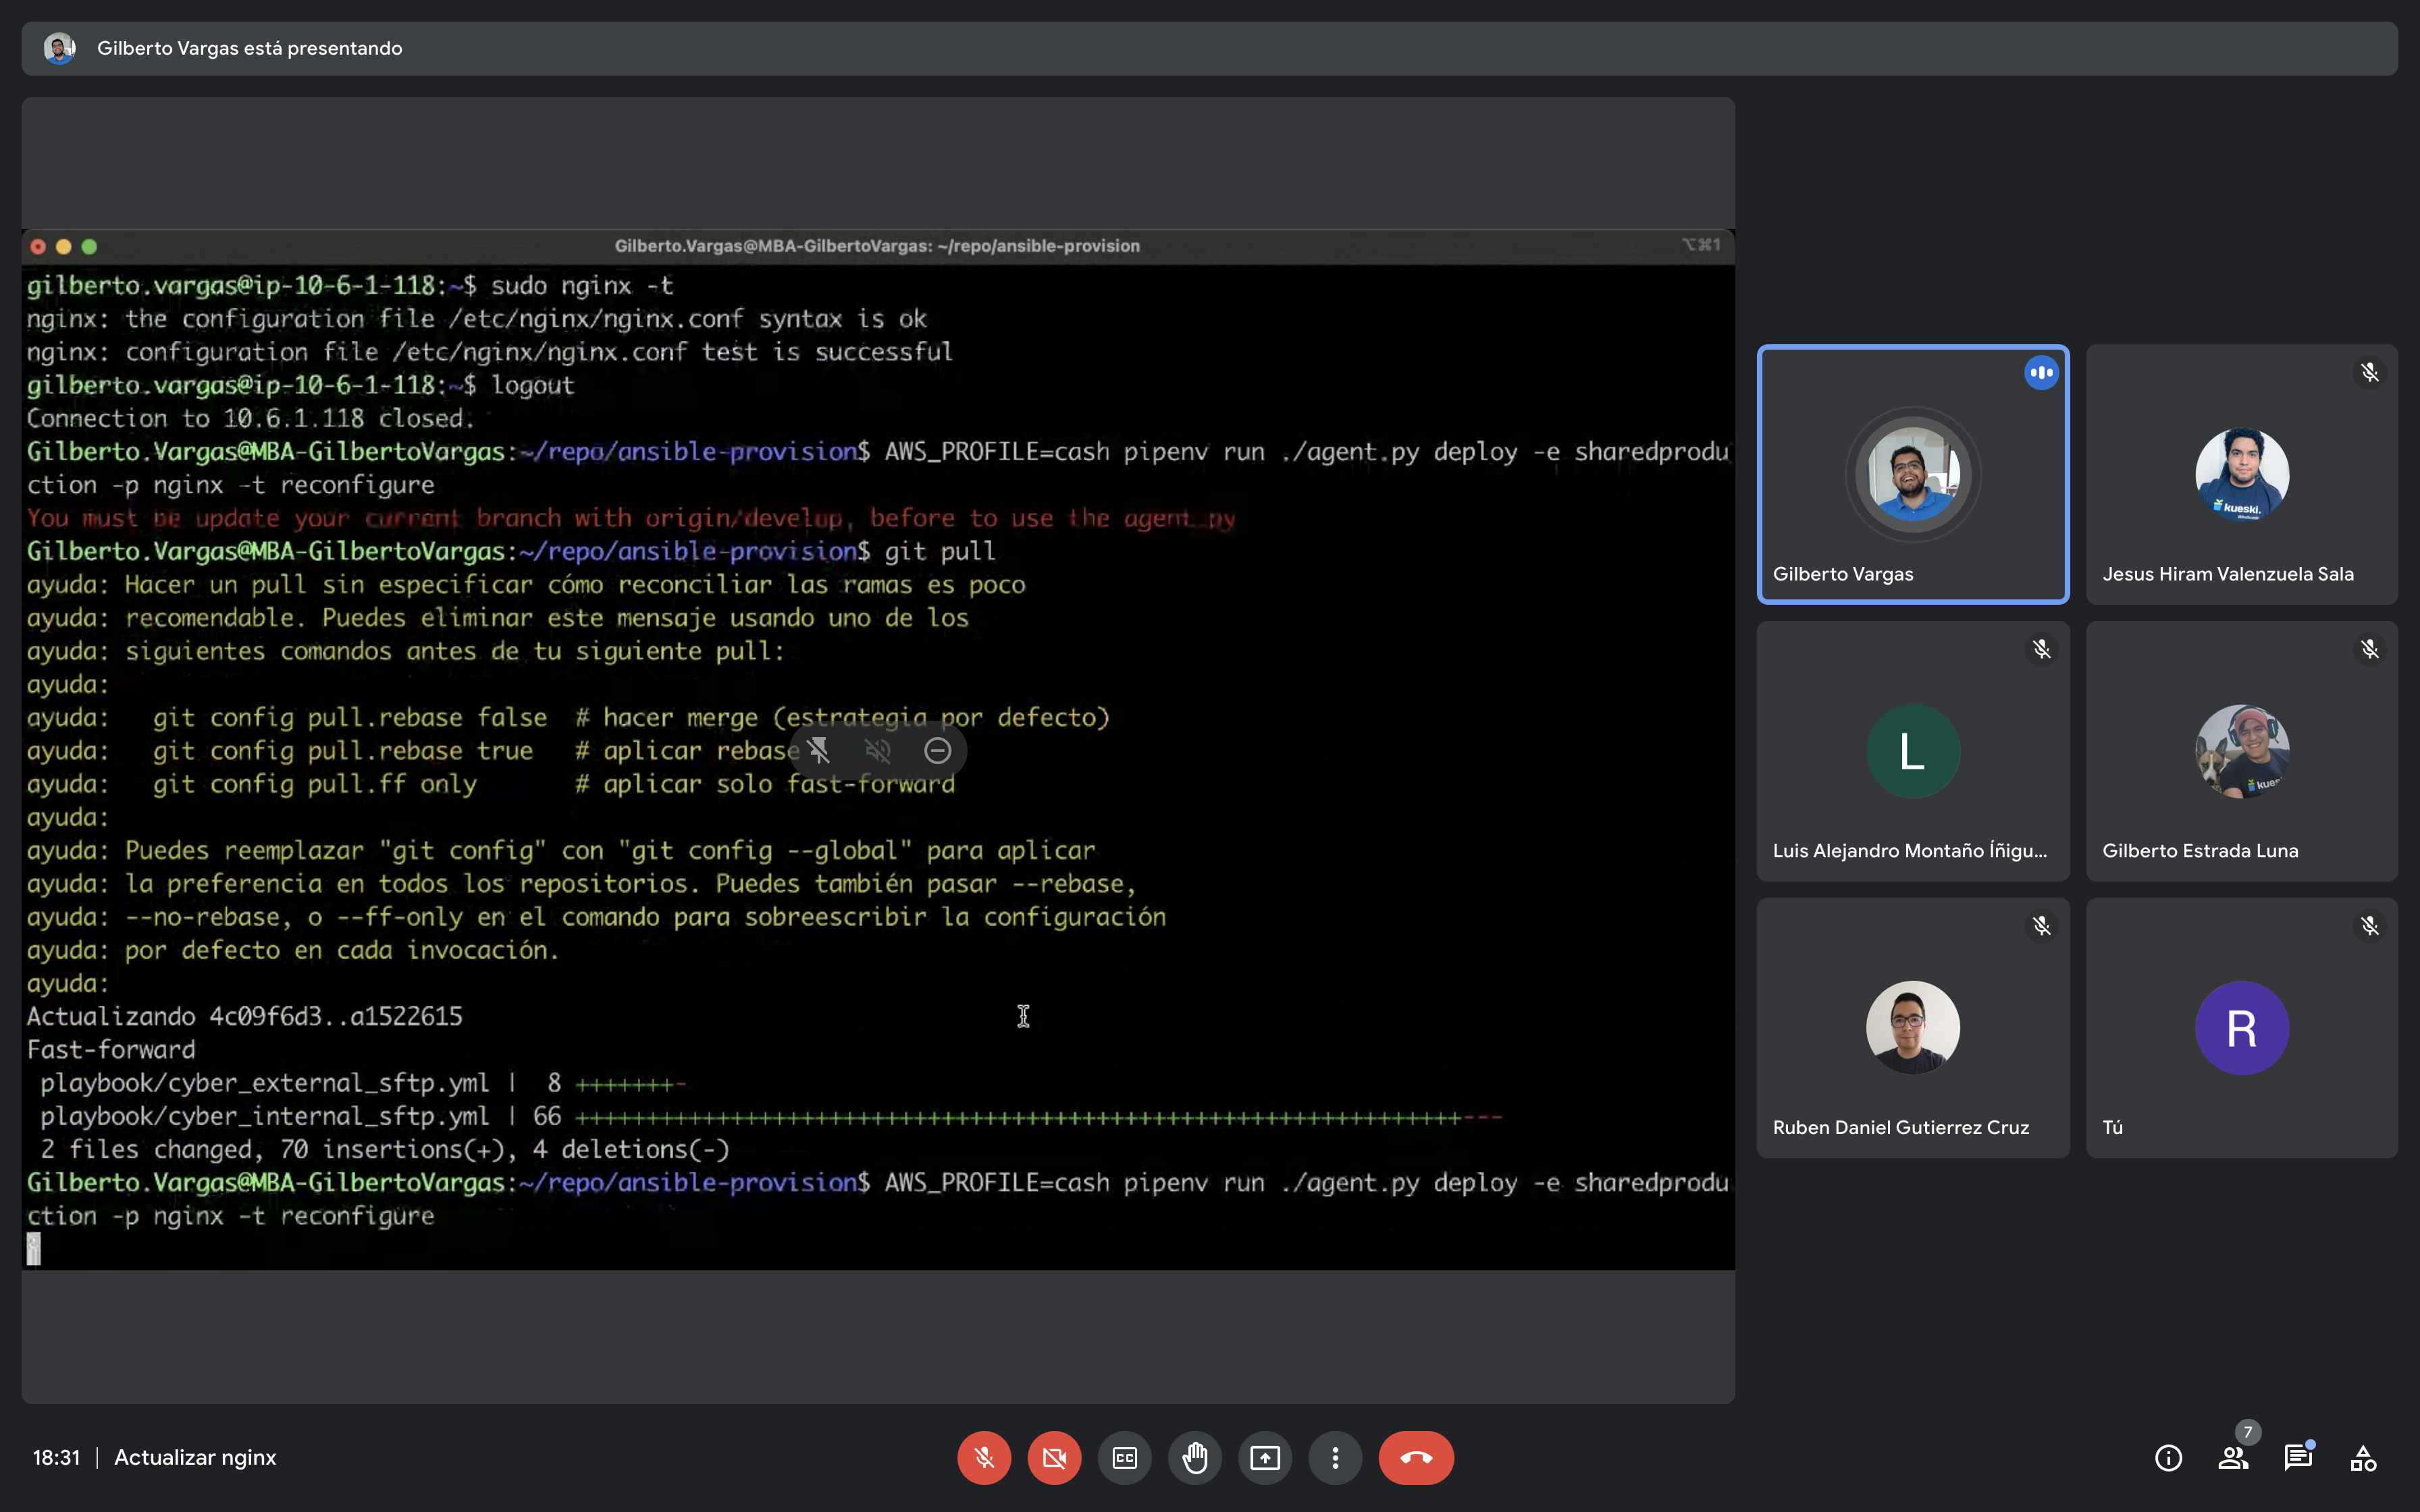 Gilberto Vargas está presentando
Gilberto.Vargas@MBA-GilbertoVargas: ~/repo/ansible-provision
⌥⌘1
gilberto.vargas@ip-10-6-1-118:~$ sudo nginx -t
nginx: the configuration file /etc/nginx/nginx.conf syntax is ok
nginx: configuration file /etc/nginx/nginx.conf test is successful
gilberto.vargas@ip-10-6-1-118:~$ logout
Connection to 10.6.1.118 closed.
Gilberto.Vargas@MBA-GilbertoVargas:~/repo/ansible-provision$ AWS_PROFILE=cash pipenv run ./agent.py deploy -e sharedprodu
ction -p nginx -t reconfigure
You must be update your current branch with origin/develop, before to use the agent.py
Gilberto.Vargas@MBA-GilbertoVargas:~/repo/ansible-provision$ git pull
ayuda: Hacer un pull sin especificar cómo reconciliar las ramas es poco
ayuda: recomendable. Puedes eliminar este mensaje usando uno de los
ayuda: siguientes comandos antes de tu siguiente pull:
ayuda:
ayuda:   git config pull.rebase false  # hacer merge (estrategia por defecto)
ayuda:   git config pull.rebase true   # aplicar rebase
ayuda:   git config pull.ff only       # aplicar solo fast-forward
ayuda:
ayuda: Puedes reemplazar "git config" con "git config --global" para aplicar
ayuda: la preferencia en todos los repositorios. Puedes también pasar --rebase,
ayuda: --no-rebase, o --ff-only en el comando para sobreescribir la configuración
ayuda: por defecto en cada invocación.
ayuda:
Actualizando 4c09f6d3..a1522615
Fast-forward
playbook/cyber_external_sftp.yml |  8 +++++++-
playbook/cyber_internal_sftp.yml | 66 +++++++++++++++++++++++++++++++++++++++++++++++++++++++++++++++---
2 files changed, 70 insertions(+), 4 deletions(-)
Gilberto.Vargas@MBA-GilbertoVargas:~/repo/ansible-provision$ AWS_PROFILE=cash pipenv run ./agent.py deploy -e sharedprodu
ction -p nginx -t reconfigure
Gilberto Vargas
kueski.
Jesus Hiram Valenzuela Sala
L
Luis Alejandro Montaño Íñigu...
kues
Gilberto Estrada Luna
Ruben Daniel Gutierrez Cruz
R
Tú
18:31
Actualizar nginx
CC
7